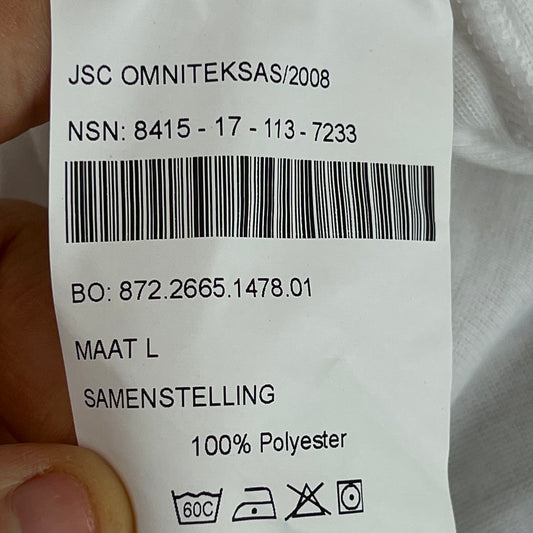 JSC OMNITEKSAS/2008
NSN: 8415 - 17 - 113 - 7233
BO: 872.2665.1478.01
MAAT L
SAMENSTELLING
100% Polyester
60C